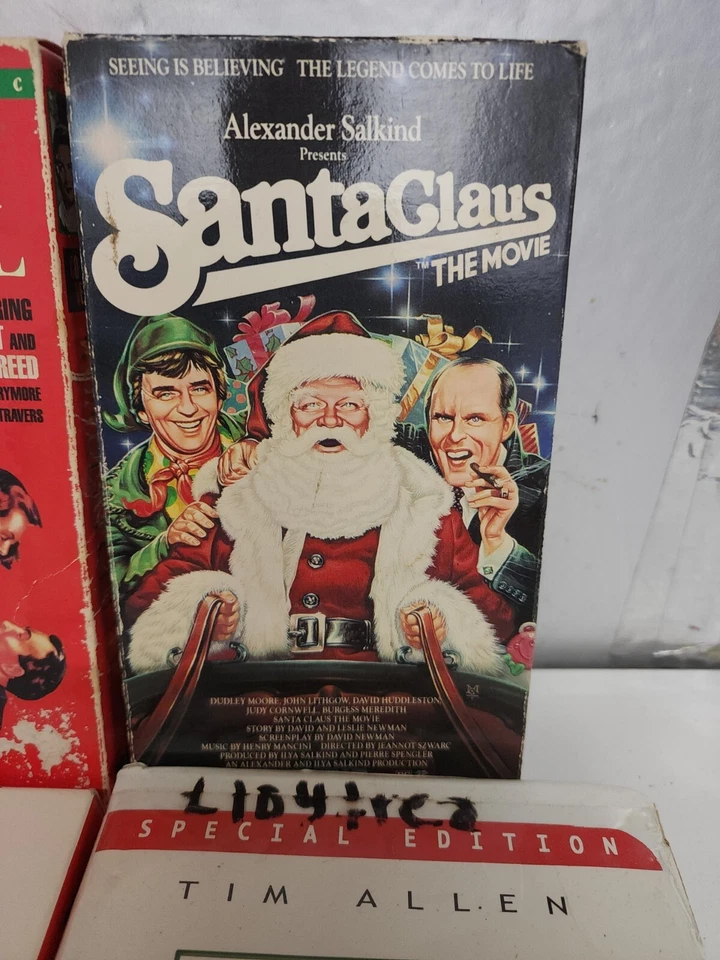 C
L
RING
T AND
REED
RYMORE
TRAVERS
SEEING IS BELIEVING THE LEGEND COMES TO LIFE
Alexander Salkind
Presents
Santa Claus
™ THE MOVIE
DUDLEY MOORE, JOHN LITHGOW, DAVID HUDDLESTON,
JUDY CORNWELL, BURGESS MEREDITH
SANTA CLAUS THE MOVIE
STORY BY DAVID AND LESLIE NEWMAN
SCREENPLAY BY DAVID NEWMAN
MUSIC BY HENRY MANCINI DIRECTED BY JEANNOT SZWARC
PRODUCED BY ILYA SALKIND AND PIERRE SPENGLER
AN ALEXANDER AND ILYA SALKIND PRODUCTION
SPECIAL EDITION
TIM ALLEN